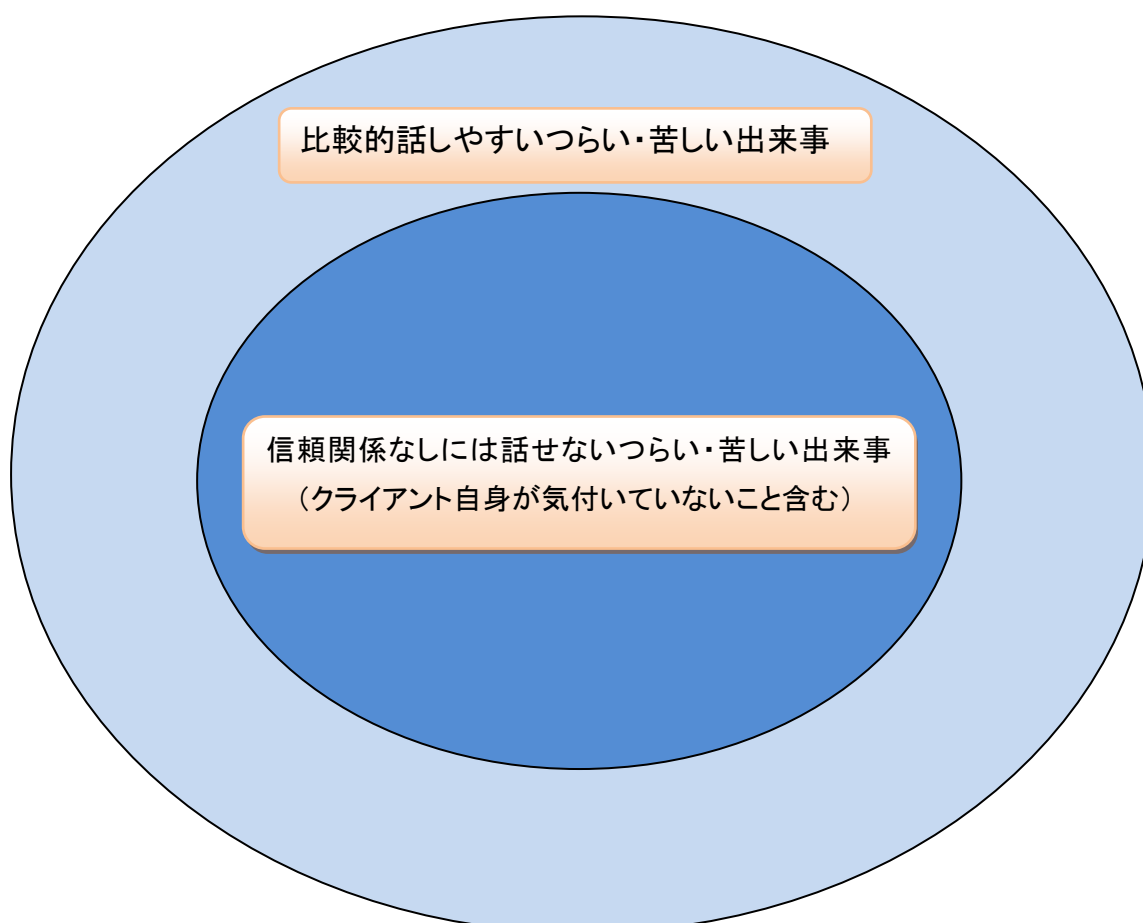 比較的話しやすいつらい・苦しい出来事
信頼関係なしには話せないつらい・苦しい出来事
（クライアント自身が気付いていないこと含む）